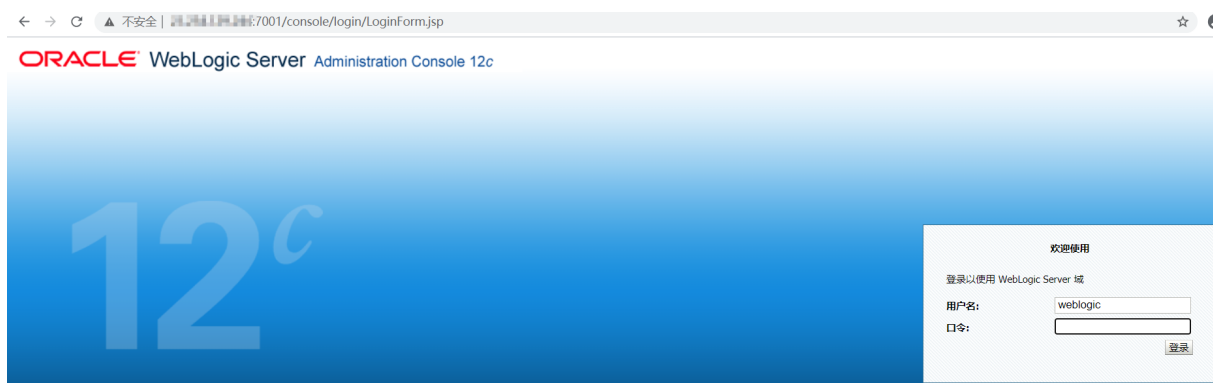 不安全 | :7001/console/login/LoginForm.jsp
ORACLE WebLogic Server Administration Console 12c
12c
欢迎使用
登录以使用 WebLogic Server 域
用户名: weblogic
口令:
登录